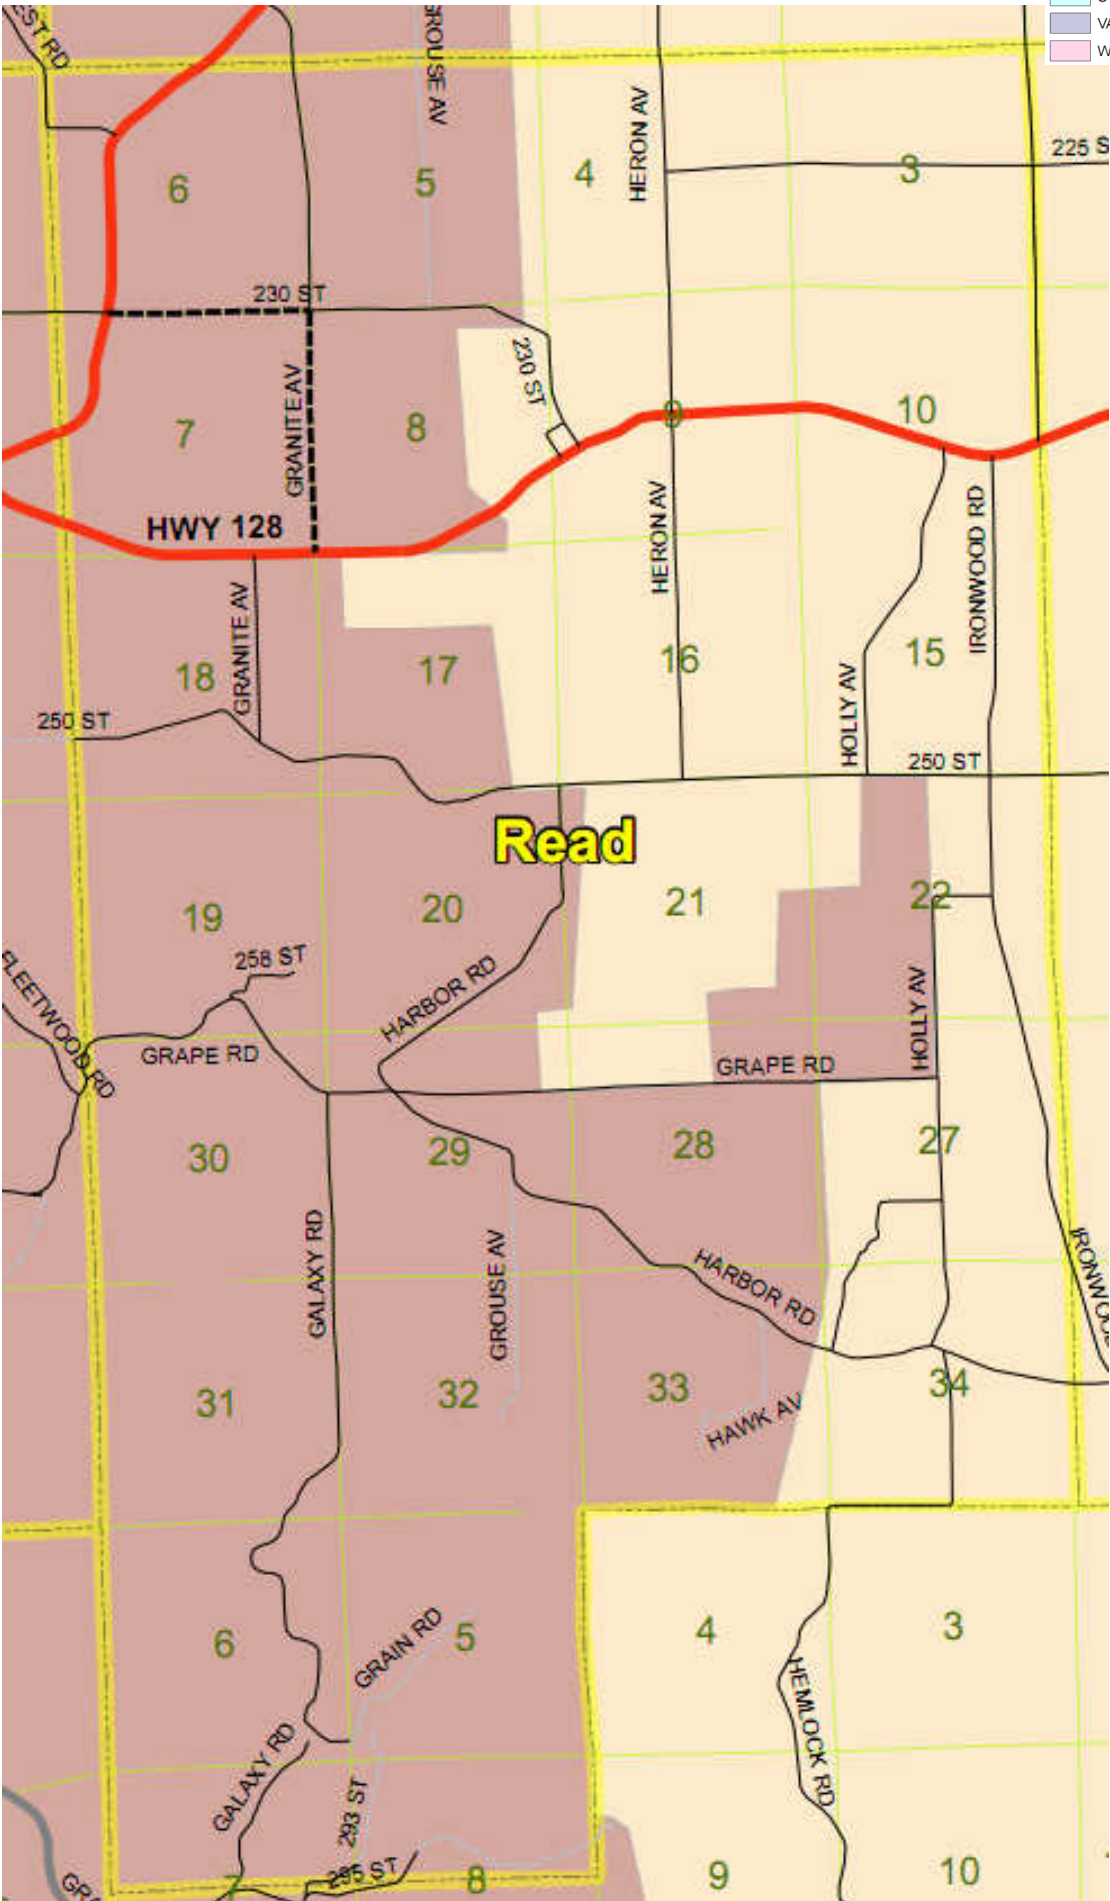 EST RD
GROUSE AV
VA
W
HERON AV
225 S
6
5
4
3
230 ST
230 ST
GRANITE AV
7
8
9
10
HWY 128
HERON AV
IRONWOOD RD
GRANITE AV
18
17
16
15
HOLLY AV
250 ST
250 ST
Read
19
20
21
22
258 ST
HARBOR RD
FLEETWOOD RD
GRAPE RD
HOLLY AV
GRAPE RD
30
29
28
27
GALAXY RD
GROUSE AV
HARBOR RD
IRONWOOD
31
32
33
34
HAWK AV
6
5
4
3
GRAIN RD
HEMLOCK RD
GALAXY RD
293 ST
295 ST
GRA
7
8
9
10